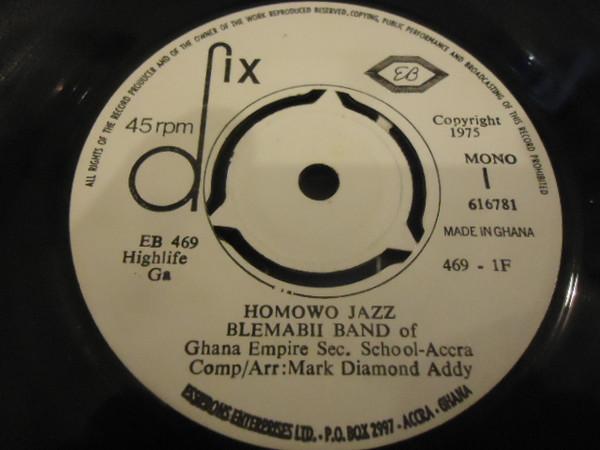 ALL RIGHTS OF THE RECORD PRODUCER AND OF THE OWNER OF THE WORK REPRODUCED RESERVED. COPYING, PUBLIC PERFORMANCE AND BROADCASTING OF THIS RECORD PROHIBITED
dix
EB
45 rpm
Copyright
1975
MONO
1
616781
EB 469
Highlife
Ga
MADE IN GHANA
469 - 1F
HOMOWO JAZZ
BLEMABII BAND of
Ghana Empire Sec. School-Accra
Comp/Arr:Mark Diamond Addy
ESSIEBONS ENTERPRISES LTD. • P.O. BOX 2997 • ACCRA • GHANA